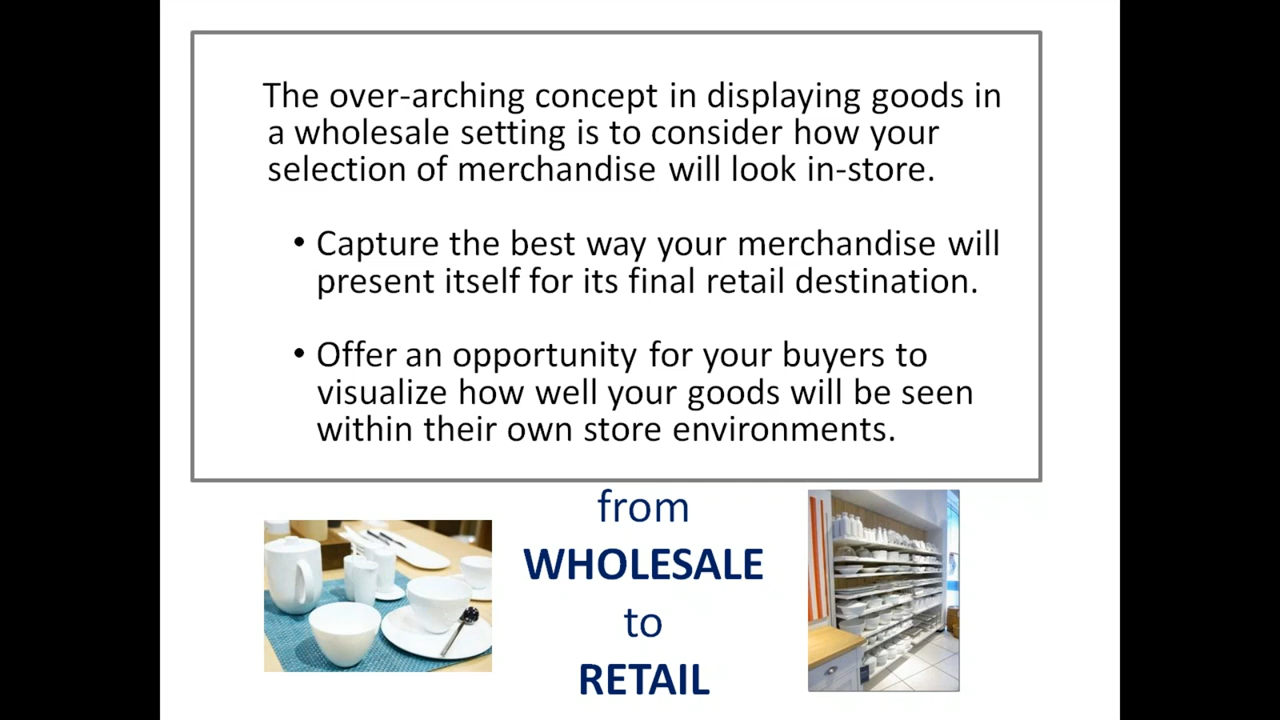 The over-arching concept in displaying goods in
a wholesale setting is to consider how your
selection of merchandise will look in-store.
• Capture the best way your merchandise will
present itself for its final retail destination.
• Offer an opportunity for your buyers to
visualize how well your goods will be seen
within their own store environments.
from
WHOLESALE
to
RETAIL